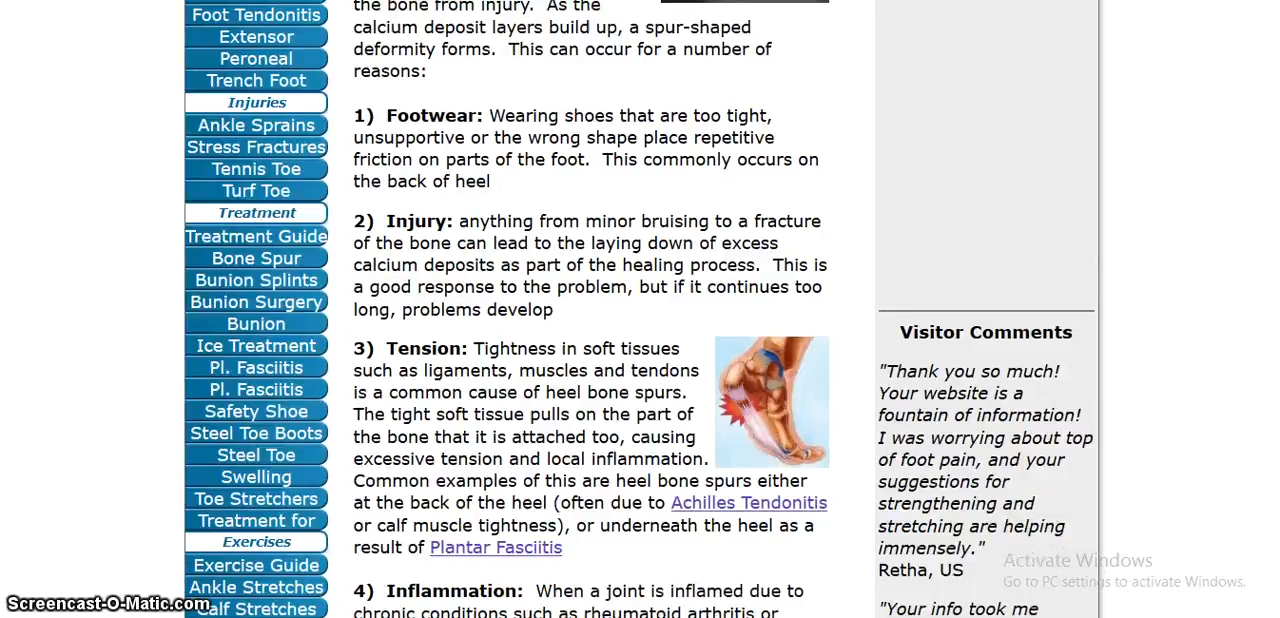 Foot Tendonitis
Extensor
Peroneal
Trench Foot
Injuries
Ankle Sprains
Stress Fractures
Tennis Toe
Turf Toe
Treatment
Treatment Guide
Bone Spur
Bunion Splints
Bunion Surgery
Bunion
Ice Treatment
Pl. Fasciitis
Pl. Fasciitis
Safety Shoe
Steel Toe Boots
Steel Toe
Swelling
Toe Stretchers
Treatment for
Exercises
Exercise Guide
Ankle Stretches
Calf Stretches
the bone from injury. As the
calcium deposit layers build up, a spur-shaped
deformity forms. This can occur for a number of
reasons:
1) Footwear: Wearing shoes that are too tight,
unsupportive or the wrong shape place repetitive
friction on parts of the foot. This commonly occurs on
the back of heel
2) Injury: anything from minor bruising to a fracture
of the bone can lead to the laying down of excess
calcium deposits as part of the healing process. This is
a good response to the problem, but if it continues too
long, problems develop
3) Tension: Tightness in soft tissues
such as ligaments, muscles and tendons
is a common cause of heel bone spurs.
The tight soft tissue pulls on the part of
the bone that it is attached too, causing
excessive tension and local inflammation.
Common examples of this are heel bone spurs either
at the back of the heel (often due to Achilles Tendonitis
or calf muscle tightness), or underneath the heel as a
result of Plantar Fasciitis
4) Inflammation: When a joint is inflamed due to
chronic conditions such as rheumatoid arthritis or
Visitor Comments
"Thank you so much!
Your website is a
fountain of information!
I was worrying about top
of foot pain, and your
suggestions for
strengthening and
stretching are helping
immensely."
Retha, US
"Your info took me
Activate Windows
Go to PC settings to activate Windows.
Screencast-O-Matic.com